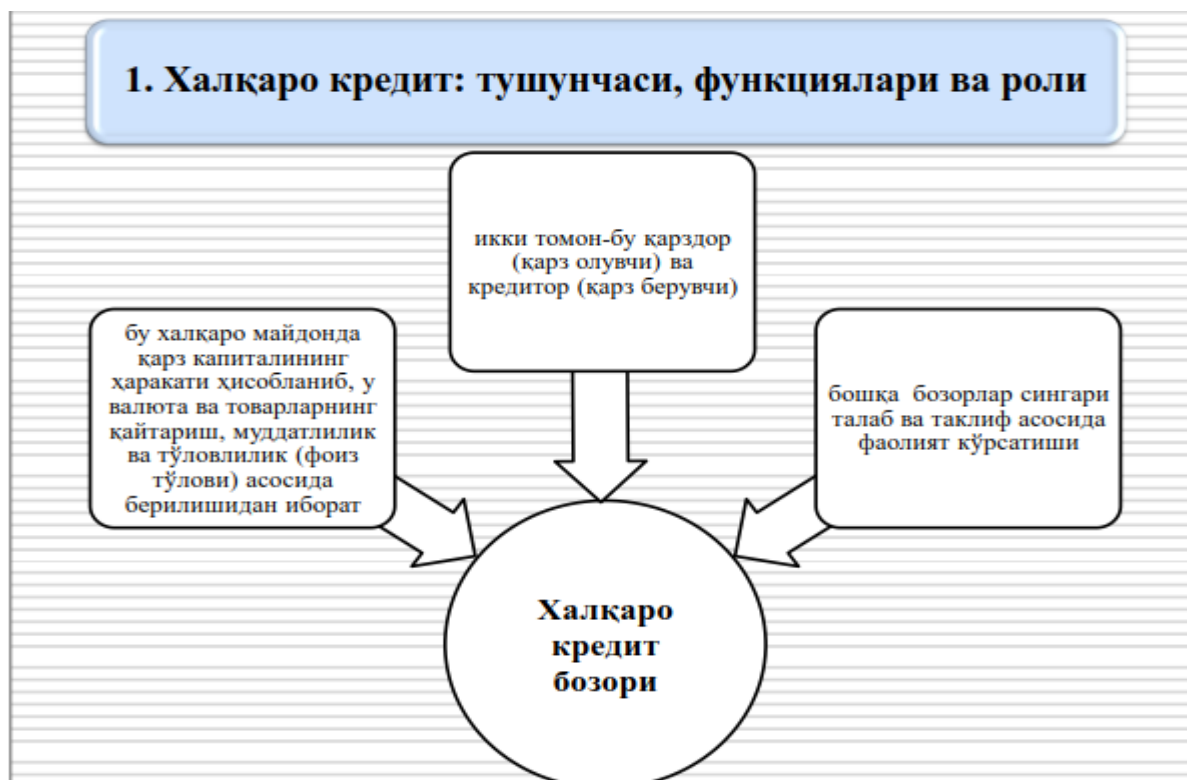 1. Халқаро кредит: тушунчаси, функциялари ва роли
икки томон-бу қарздор
(қарз олувчи) ва
кредитор (қарз берувчи)
бу халқаро майдонда
қарз капиталининг
ҳаракати ҳисобланиб, у
валюта ва товарларнинг
қайтариш, муддатлилик
ва тўловлилик (фоиз
тўлови) асосида
берилишидан иборат
бошқа бозорлар сингари
талаб ва таклиф асосида
фаолият кўрсатиши
Халқаро
кредит
бозори